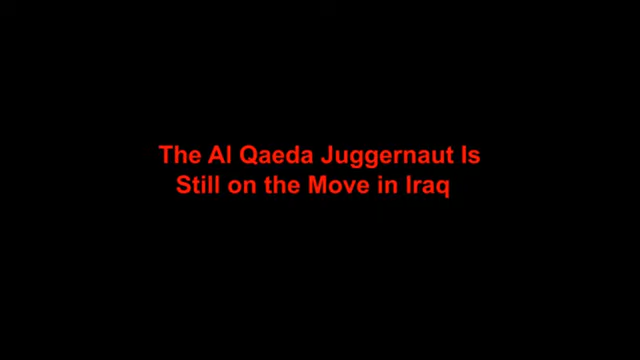 The Al Qaeda Juggernaut Is
Still on the Move in Iraq